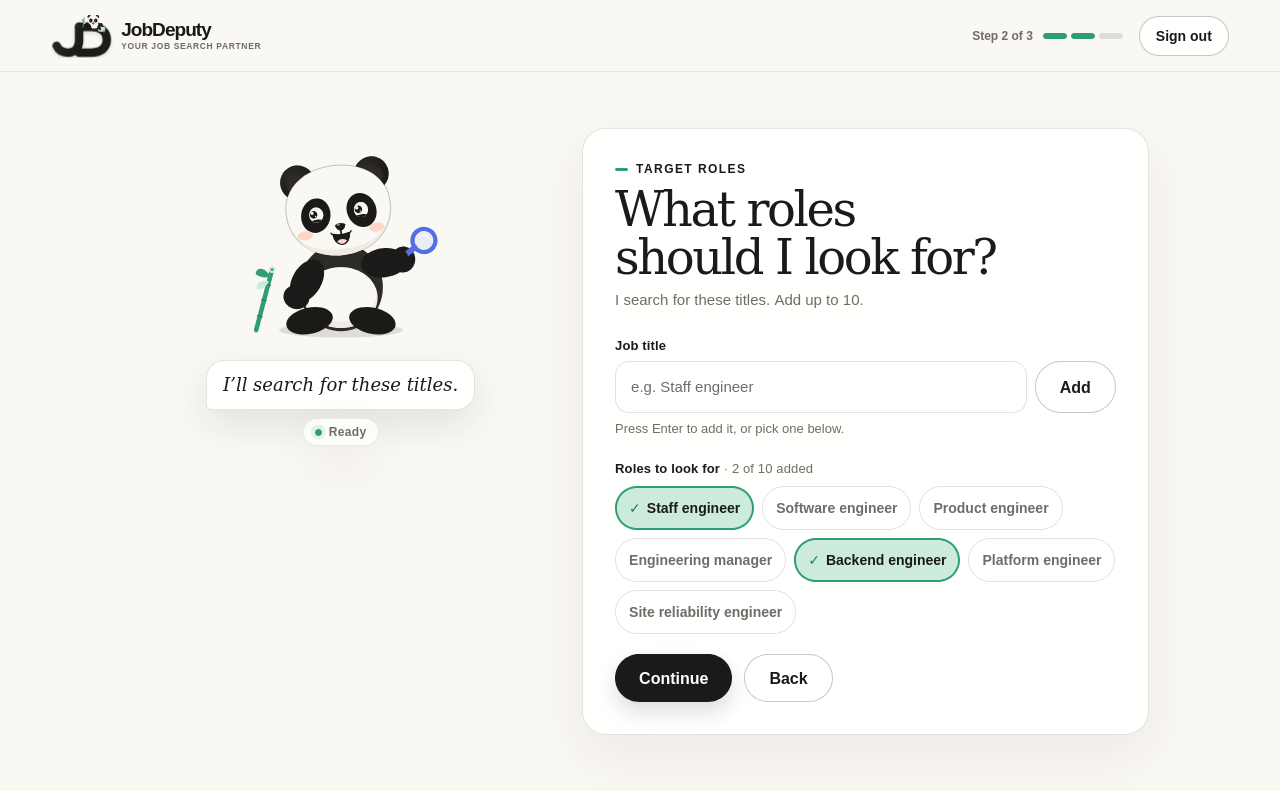 JobDeputy
YOUR JOB SEARCH PARTNER
Step 2 of 3
Sign out
I’ll search for these titles.
Ready
TARGET ROLES
What roles
should I look for?
I search for these titles. Add up to 10.
Job title
e.g. Staff engineer
Add
Press Enter to add it, or pick one below.
Roles to look for · 2 of 10 added
✓ Staff engineer
Software engineer
Product engineer
Engineering manager
✓ Backend engineer
Platform engineer
Site reliability engineer
Continue
Back